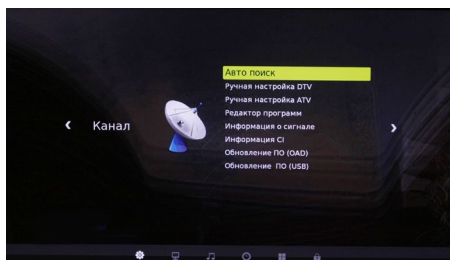 Авто поиск
Ручная настройка DTV
Ручная настройка ATV
Редактор программ
Канал
Информация о сигнале
Информация CI
Обновление ПО (OAD)
Обновление ПО (USB)